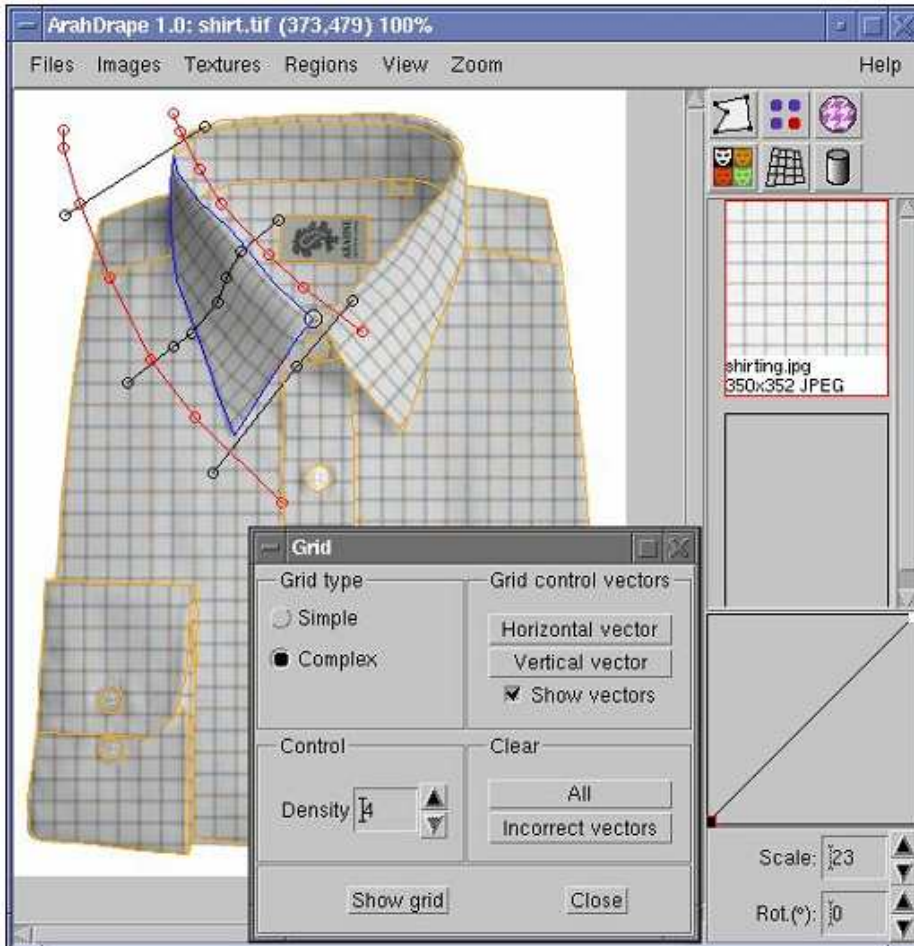 ArahDrape 1.0: shirt.tif (373,479) 100%
Files Images Textures Regions View Zoom Help
ARAHNE
shirting.jpg
350x352 JPEG
Grid
Grid type
Simple
Complex
Grid control vectors
Horizontal vector
Vertical vector
Show vectors
Control
Density 4
Clear
All
Incorrect vectors
Show grid Close
Scale: 23
Rot.(°): 0